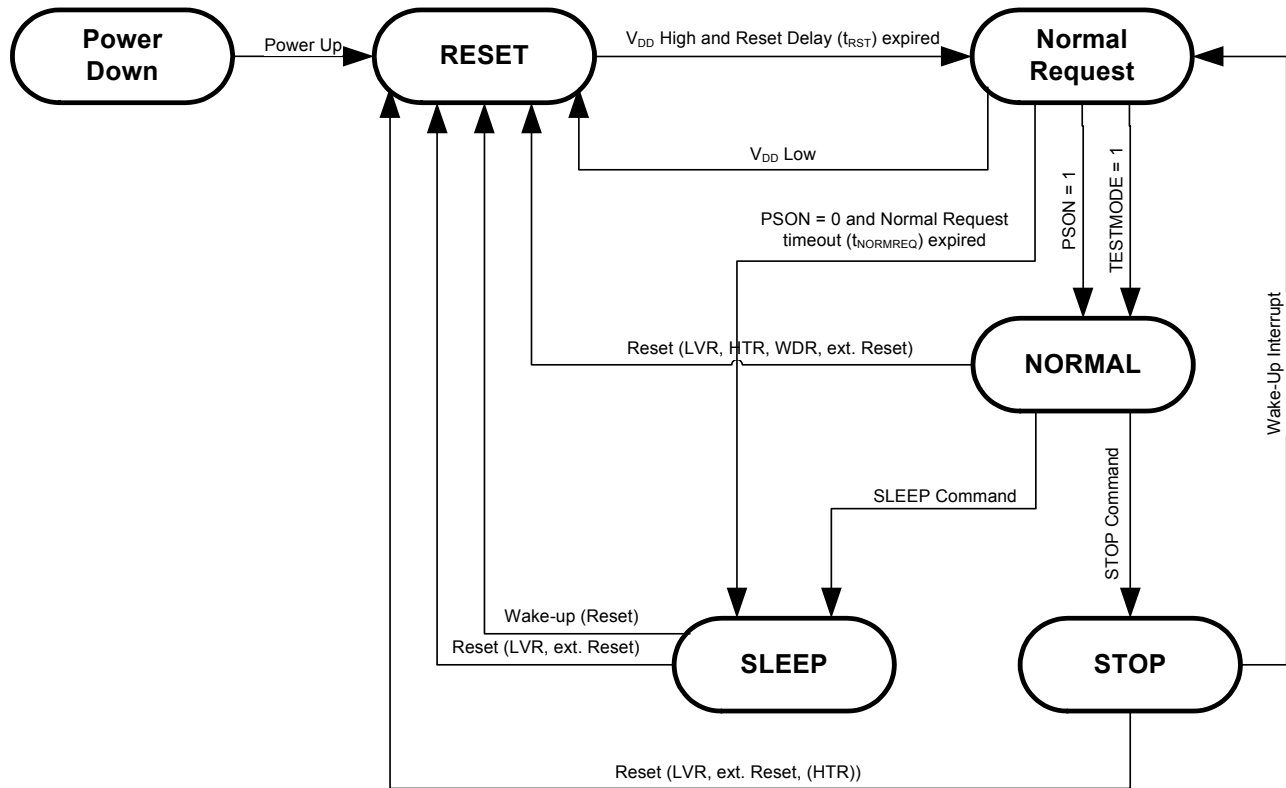 Power
Down
Power Up
RESET
V_DD High and Reset Delay (t_RST) expired
Normal
Request
V_DD Low
PSON = 0 and Normal Request
timeout (t_NORMREQ) expired
PSON = 1
TESTMODE = 1
Wake-Up Interrupt
Reset (LVR, HTR, WDR, ext. Reset)
NORMAL
SLEEP Command
STOP Command
Wake-up (Reset)
Reset (LVR, ext. Reset)
SLEEP
STOP
Reset (LVR, ext. Reset, (HTR))